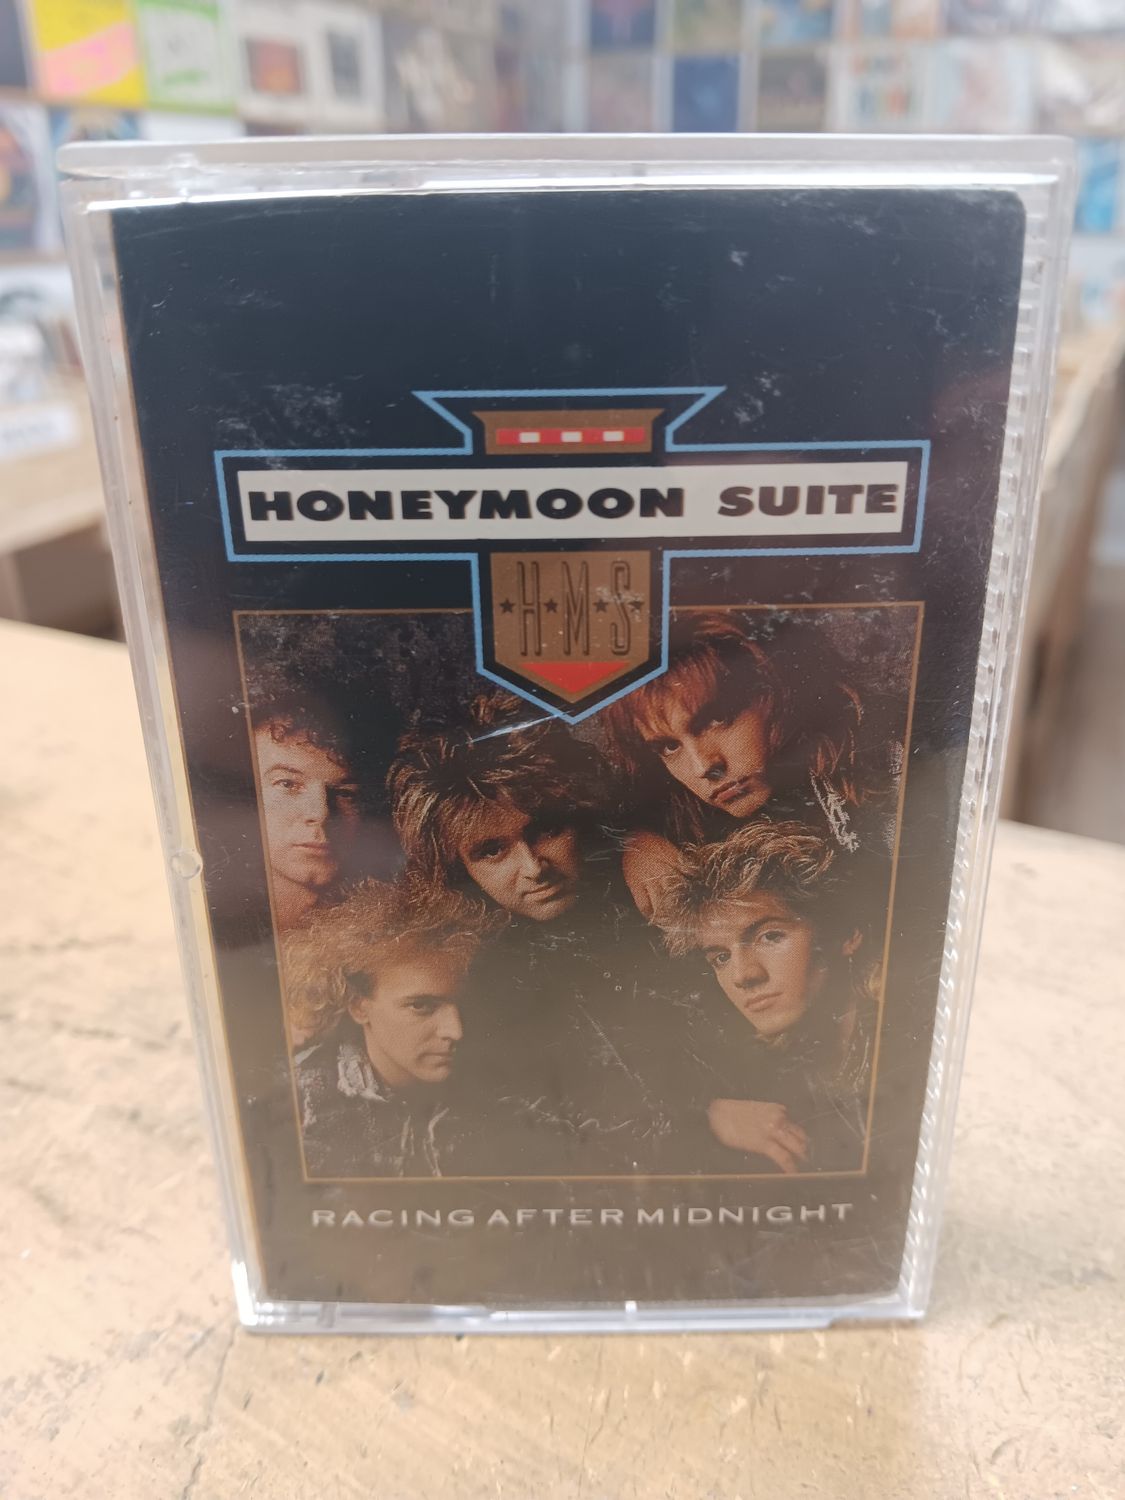 HONEYMOON SUITE
H★M★S
RACING AFTER MIDNIGHT